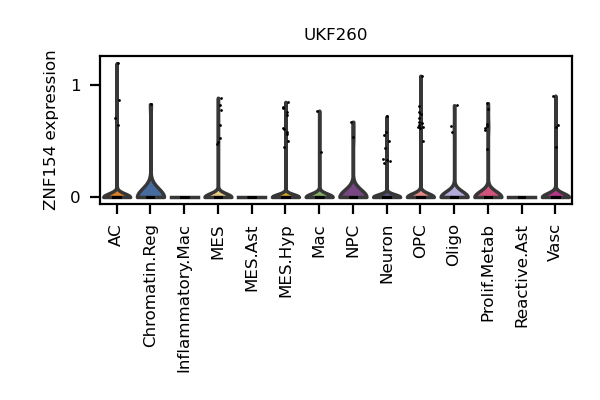 UKF260
ZNF154 expression
1
0
AC
Chromatin.Reg
Inflammatory.Mac
MES
MES.Ast
MES.Hyp
Mac
NPC
Neuron
OPC
Oligo
Prolif.Metab
Reactive.Ast
Vasc